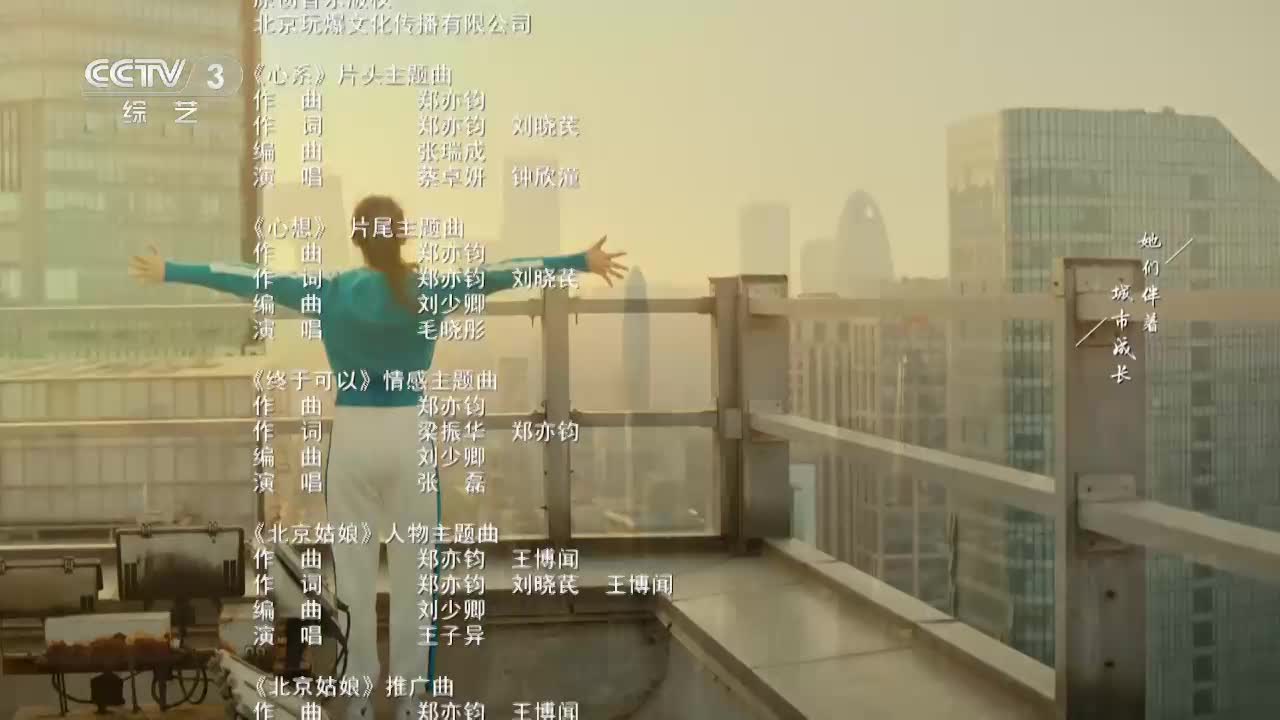 原创音乐版权
北京玩爆文化传播有限公司
CCTV 3
综艺
《心系》片头主题曲
作 曲 郑亦钧
作 词 郑亦钧 刘晓芪
编 曲 张瑞成
演 唱 蔡卓妍 钟欣潼
《心想》 片尾主题曲
作 曲 郑亦钧
作 词 郑亦钧 刘晓芪
编 曲 刘少卿
演 唱 毛晓彤
《终于可以》情感主题曲
作 曲 郑亦钧
作 词 梁振华 郑亦钧
编 曲 刘少卿
演 唱 张 磊
《北京姑娘》人物主题曲
作 曲 郑亦钧 王博闻
作 词 郑亦钧 刘晓芪 王博闻
编 曲 刘少卿
演 唱 王子异
《北京姑娘》推广曲
作 曲 郑亦钧 王博闻
她们伴着
城市成长